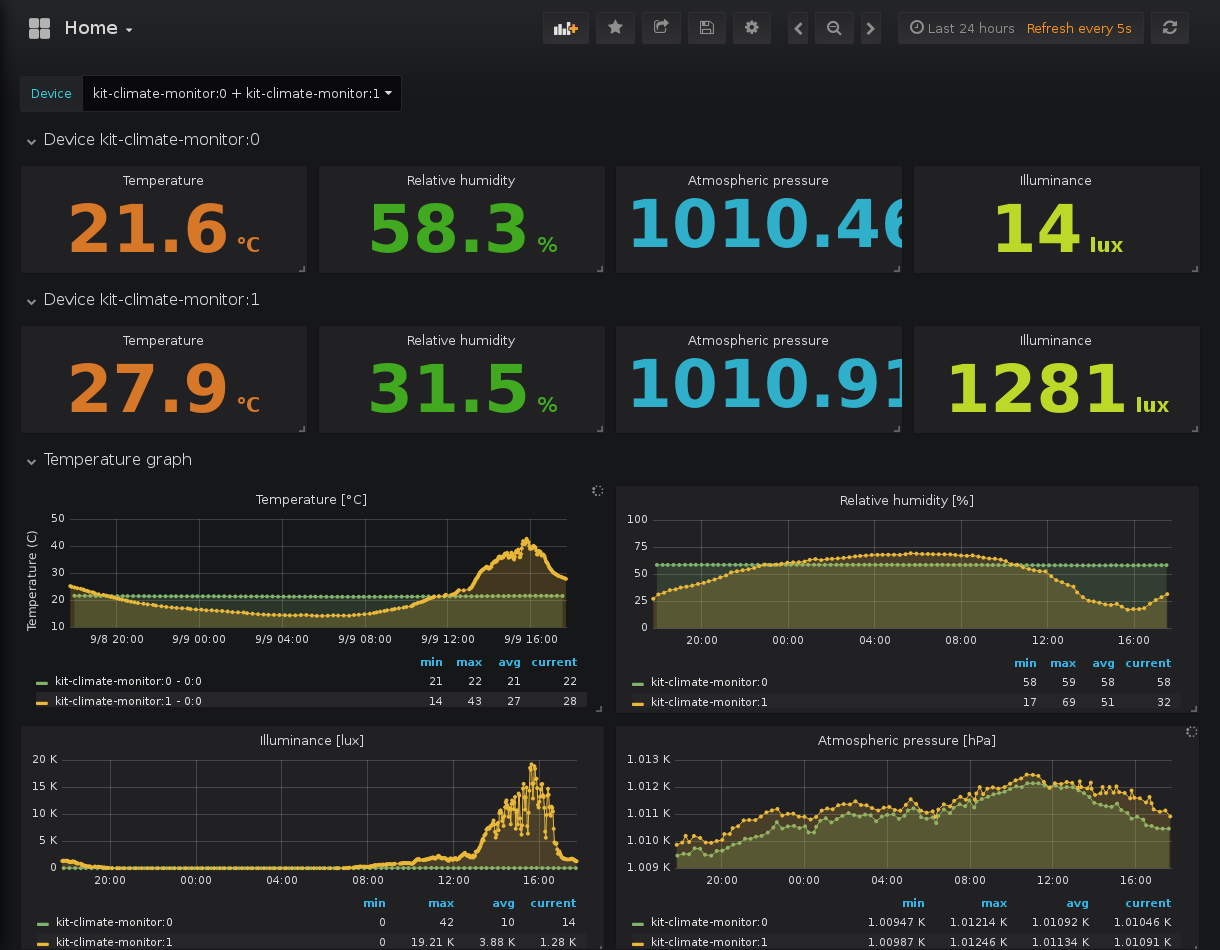 Home
Last 24 hours Refresh every 5s
Device kit-climate-monitor:0 + kit-climate-monitor:1
Device kit-climate-monitor:0
Temperature Relative humidity Atmospheric pressure Illuminance
21.6 °C 58.3 % 1010.46 14 lux
Device kit-climate-monitor:1
Temperature Relative humidity Atmospheric pressure Illuminance
27.9 °C 31.5 % 1010.91 1281 lux
Temperature graph
Temperature [°C]
Temperature (C)
50
40
30
20
10
9/8 20:00 9/9 00:00 9/9 04:00 9/9 08:00 9/9 12:00 9/9 16:00
min max avg current
kit-climate-monitor:0 - 0:0 21 22 21 22
kit-climate-monitor:1 - 0:0 14 43 27 28
Relative humidity [%]
100
75
50
25
0
20:00 00:00 04:00 08:00 12:00 16:00
min max avg current
kit-climate-monitor:0 58 59 58 58
kit-climate-monitor:1 17 69 51 32
Illuminance [lux]
20 K
15 K
10 K
5 K
0
20:00 00:00 04:00 08:00 12:00 16:00
min max avg current
kit-climate-monitor:0 0 42 10 14
kit-climate-monitor:1 0 19.21 K 3.88 K 1.28 K
Atmospheric pressure [hPa]
1.013 K
1.012 K
1.011 K
1.010 K
1.009 K
20:00 00:00 04:00 08:00 12:00 16:00
min max avg current
kit-climate-monitor:0 1.00947 K 1.01214 K 1.01092 K 1.01046 K
kit-climate-monitor:1 1.00987 K 1.01246 K 1.01134 K 1.01091 K